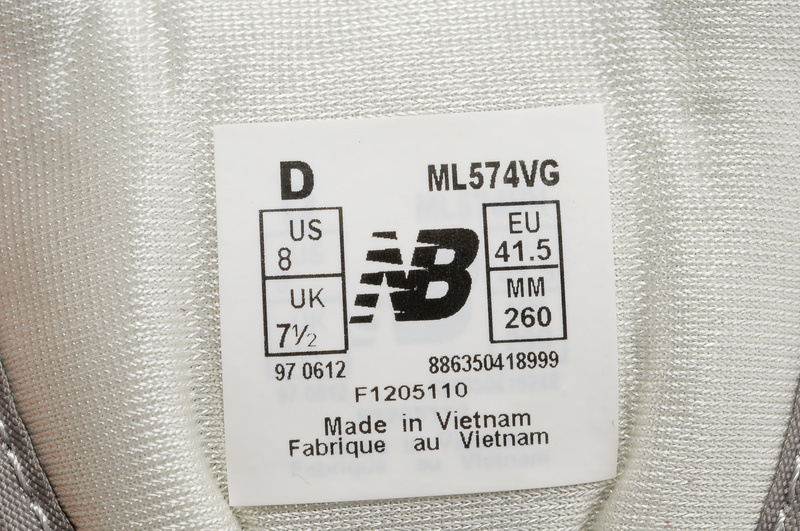 D ML574VG
US EU
8 41.5
UK MM
7½ 260
NB
97 0612 886350418999
F1205110
Made in Vietnam
Fabrique au Vietnam